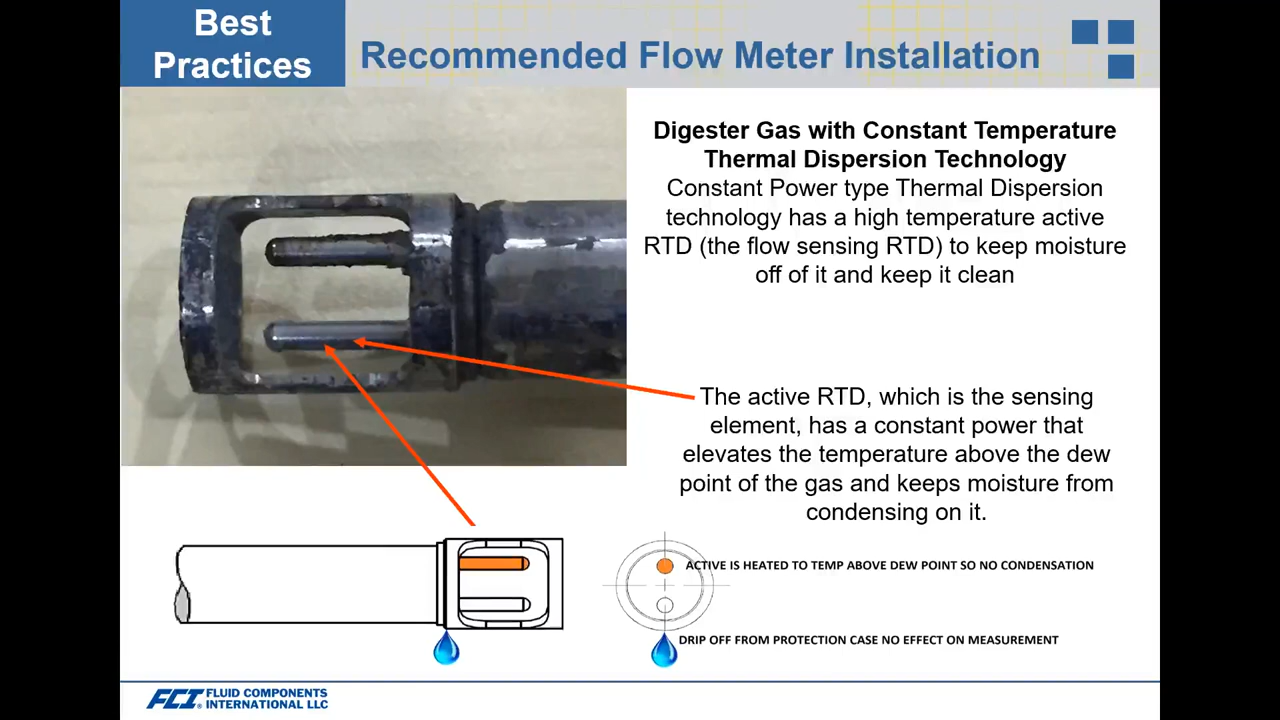 Best
Practices
Recommended Flow Meter Installation
Digester Gas with Constant Temperature
Thermal Dispersion Technology
Constant Power type Thermal Dispersion
technology has a high temperature active
RTD (the flow sensing RTD) to keep moisture
off of it and keep it clean
The active RTD, which is the sensing
element, has a constant power that
elevates the temperature above the dew
point of the gas and keeps moisture from
condensing on it.
ACTIVE IS HEATED TO TEMP ABOVE DEW POINT SO NO CONDENSATION
DRIP OFF FROM PROTECTION CASE NO EFFECT ON MEASUREMENT
FCI® FLUID COMPONENTS
INTERNATIONAL LLC